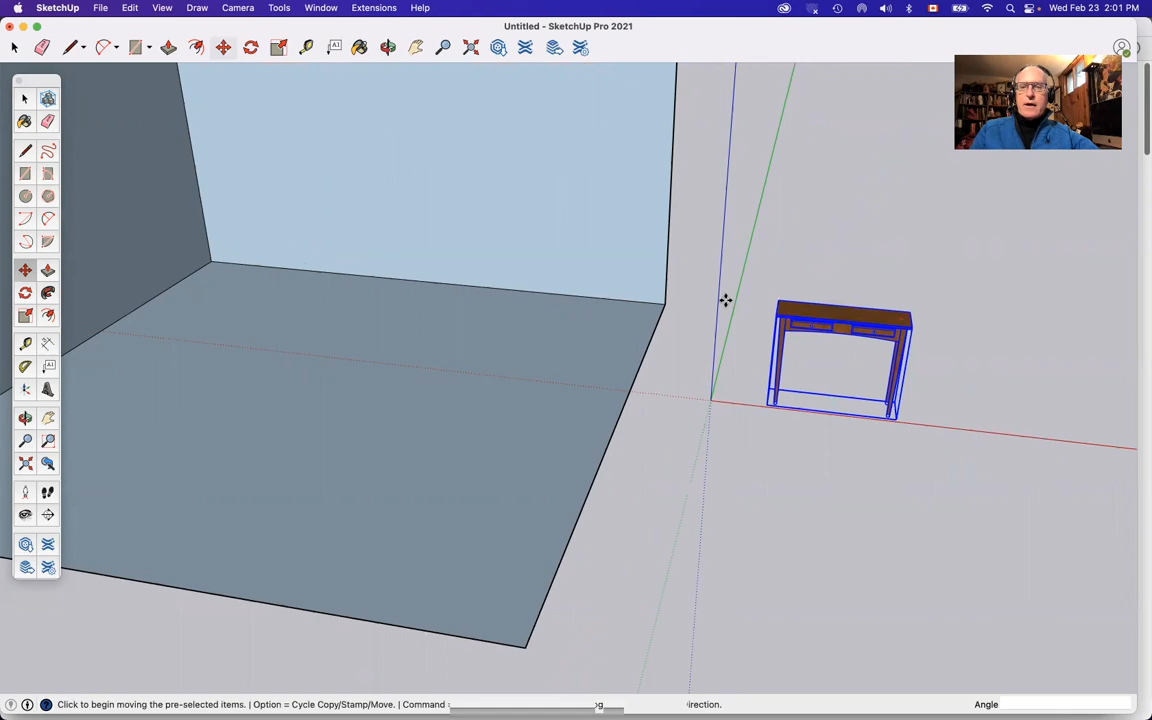 SketchUp File Edit View Draw Camera Tools Window Extensions Help Wed Feb 23 2:01 PM
Untitled - SketchUp Pro 2021
Click to begin moving the pre-selected items. | Option = Cycle Copy/Stamp/Move. | Command Direction. Angle